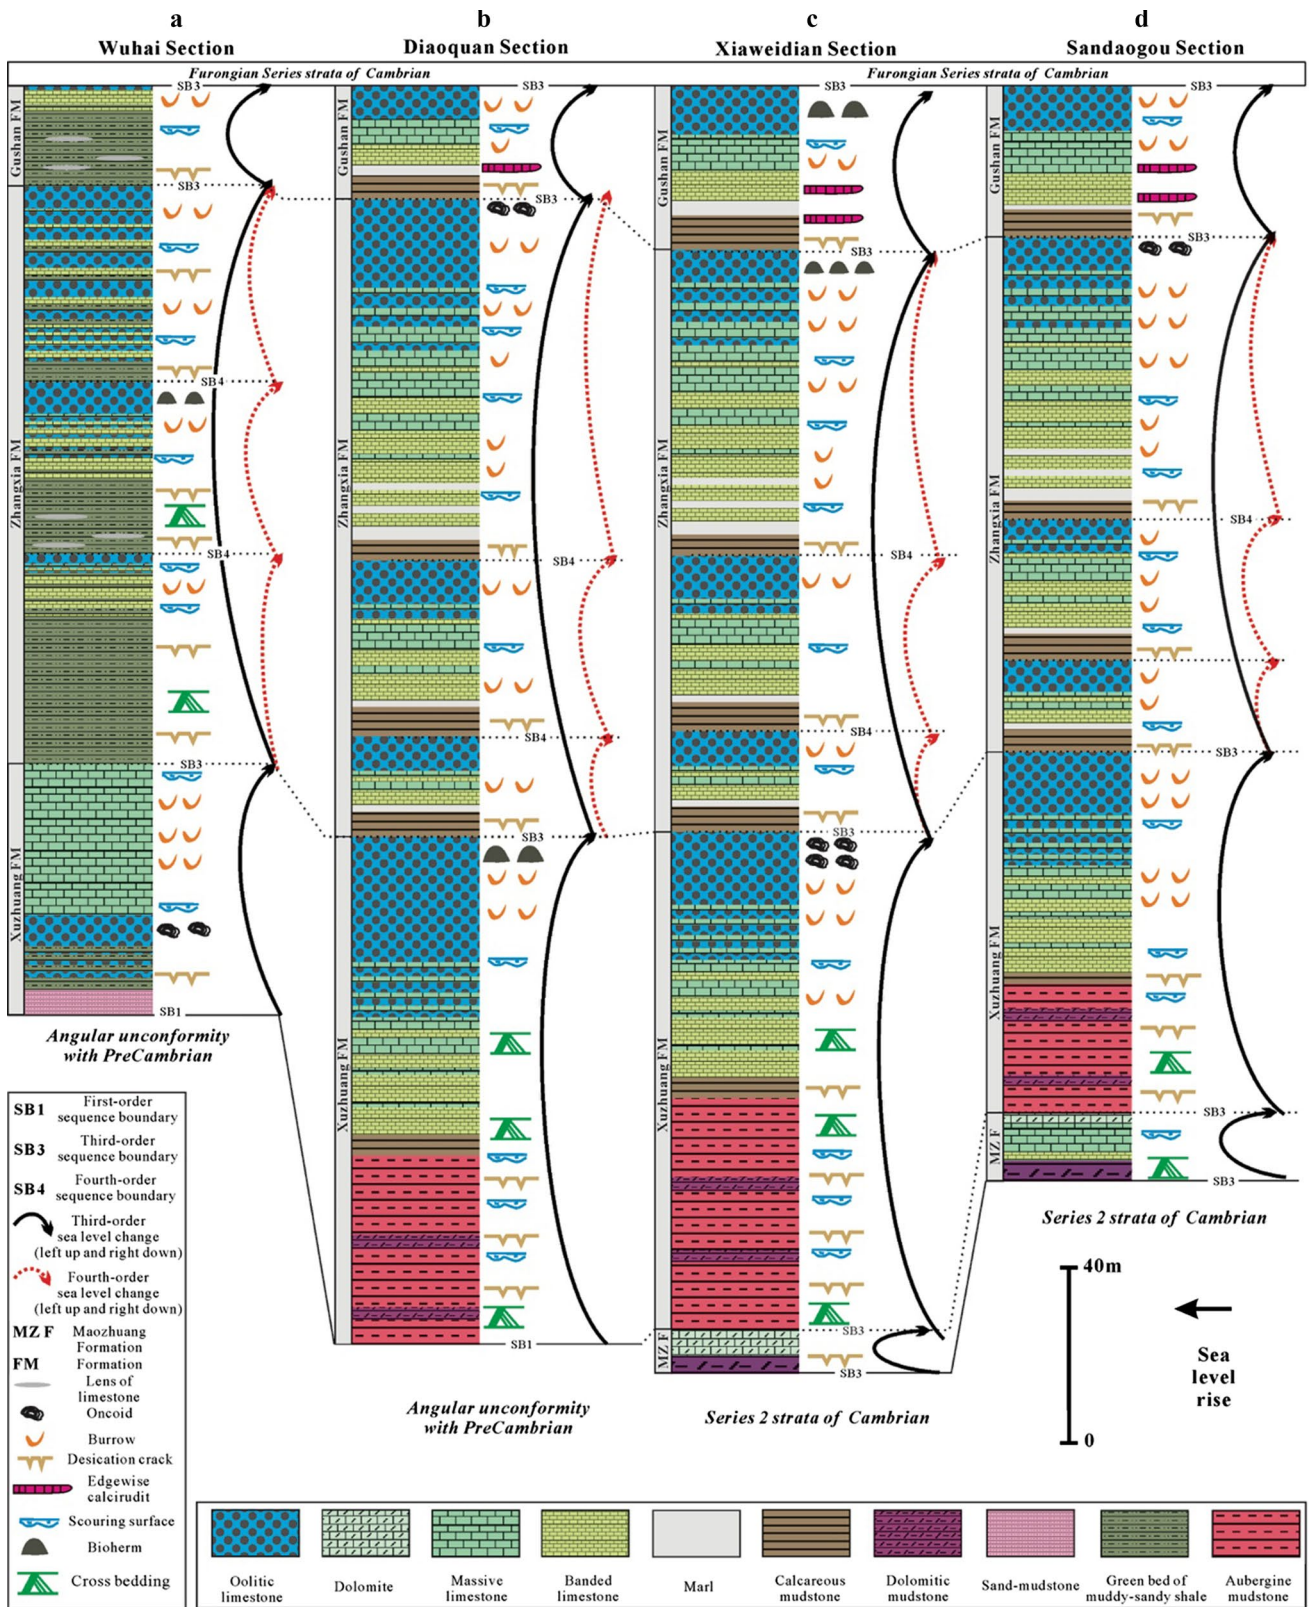 a
b
c
d
Wuhai Section
Diaoquan Section
Xiaweidian Section
Sandaogou Section
Furongian Series strata of Cambrian
Furongian Series strata of Cambrian
Gushan FM
Zhangxia FM
Xuzhuang FM
SB3
SB3
SB4
SB4
SB3
SB1
Angular unconformity
with PreCambrian
Gushan FM
Zhangxia FM
Xuzhuang FM
SB3
SB3
SB4
SB4
SB3
SB1
Angular unconformity
with PreCambrian
Gushan FM
Zhangxia FM
Xuzhuang FM
MZ F
SB3
SB4
SB4
SB3
SB3
SB3
Series 2 strata of Cambrian
Gushan FM
Zhangxia FM
Xuzhuang FM
MZ F
SB3
SB3
SB4
SB3
SB3
SB3
Series 2 strata of Cambrian
40m
0
Sea
level
rise
SB1 First-order
sequence boundary
SB3 Third-order
sequence boundary
SB4 Fourth-order
sequence boundary
Third-order
sea level change
(left up and right down)
Fourth-order
sea level change
(left up and right down)
MZ F Maozhuang
Formation
FM Formation
Lens of
limestone
Oncoid
Burrow
Desication crack
Edgewise
calcirudit
Scouring surface
Bioherm
Cross bedding
Oolitic
limestone
Dolomite
Massive
limestone
Banded
limestone
Marl
Calcareous
mudstone
Dolomitic
mudstone
Sand-mudstone
Green bed of
muddy-sandy shale
Aubergine
mudstone